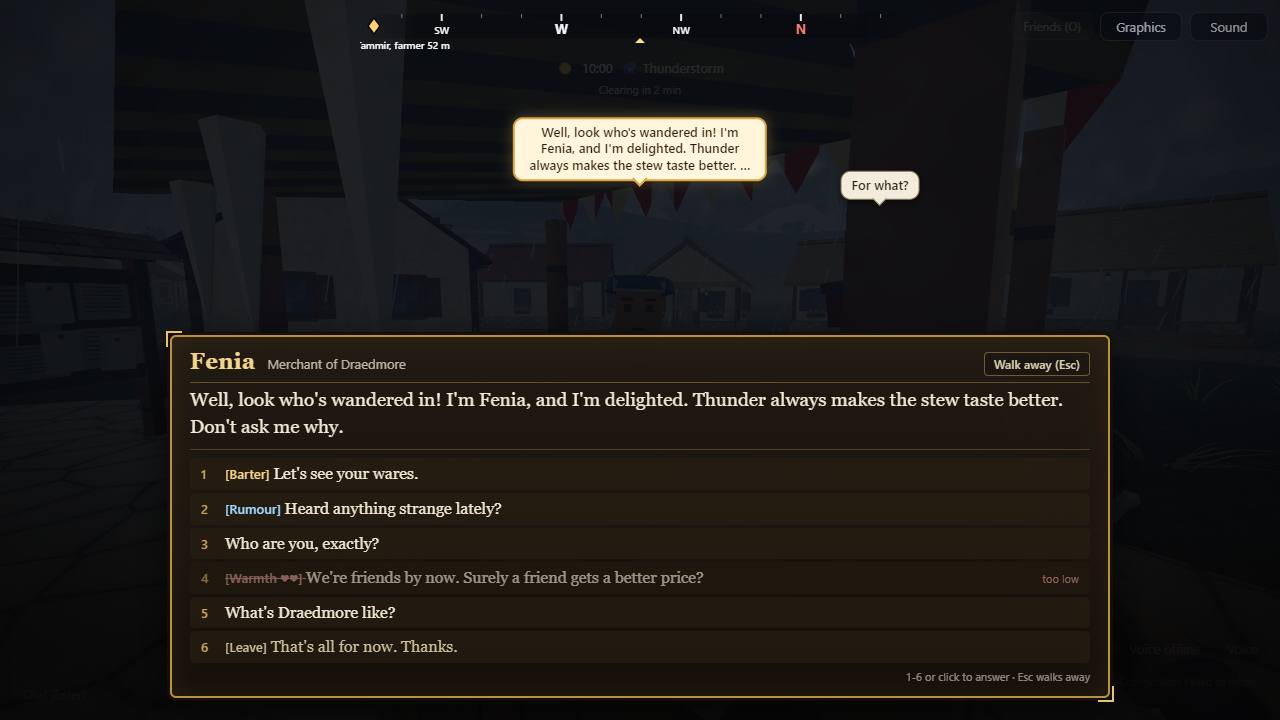 SW
W
NW
N
ammir, farmer 52 m
Friends (0)
Graphics
Sound
10:00 Thunderstorm
Clearing in 2 min
Well, look who's wandered in! I'm
Fenia, and I'm delighted. Thunder
always makes the stew taste better. ...
For what?
Fenia Merchant of Draedmore
Walk away (Esc)
Well, look who's wandered in! I'm Fenia, and I'm delighted. Thunder always makes the stew taste better.
Don't ask me why.
1 [Barter] Let's see your wares.
2 [Rumour] Heard anything strange lately?
3 Who are you, exactly?
4 [Warmth ♥♥] We're friends by now. Surely a friend gets a better price? too low
5 What's Draedmore like?
6 [Leave] That's all for now. Thanks.
1-6 or click to answer · Esc walks away
Voice offline
Voice